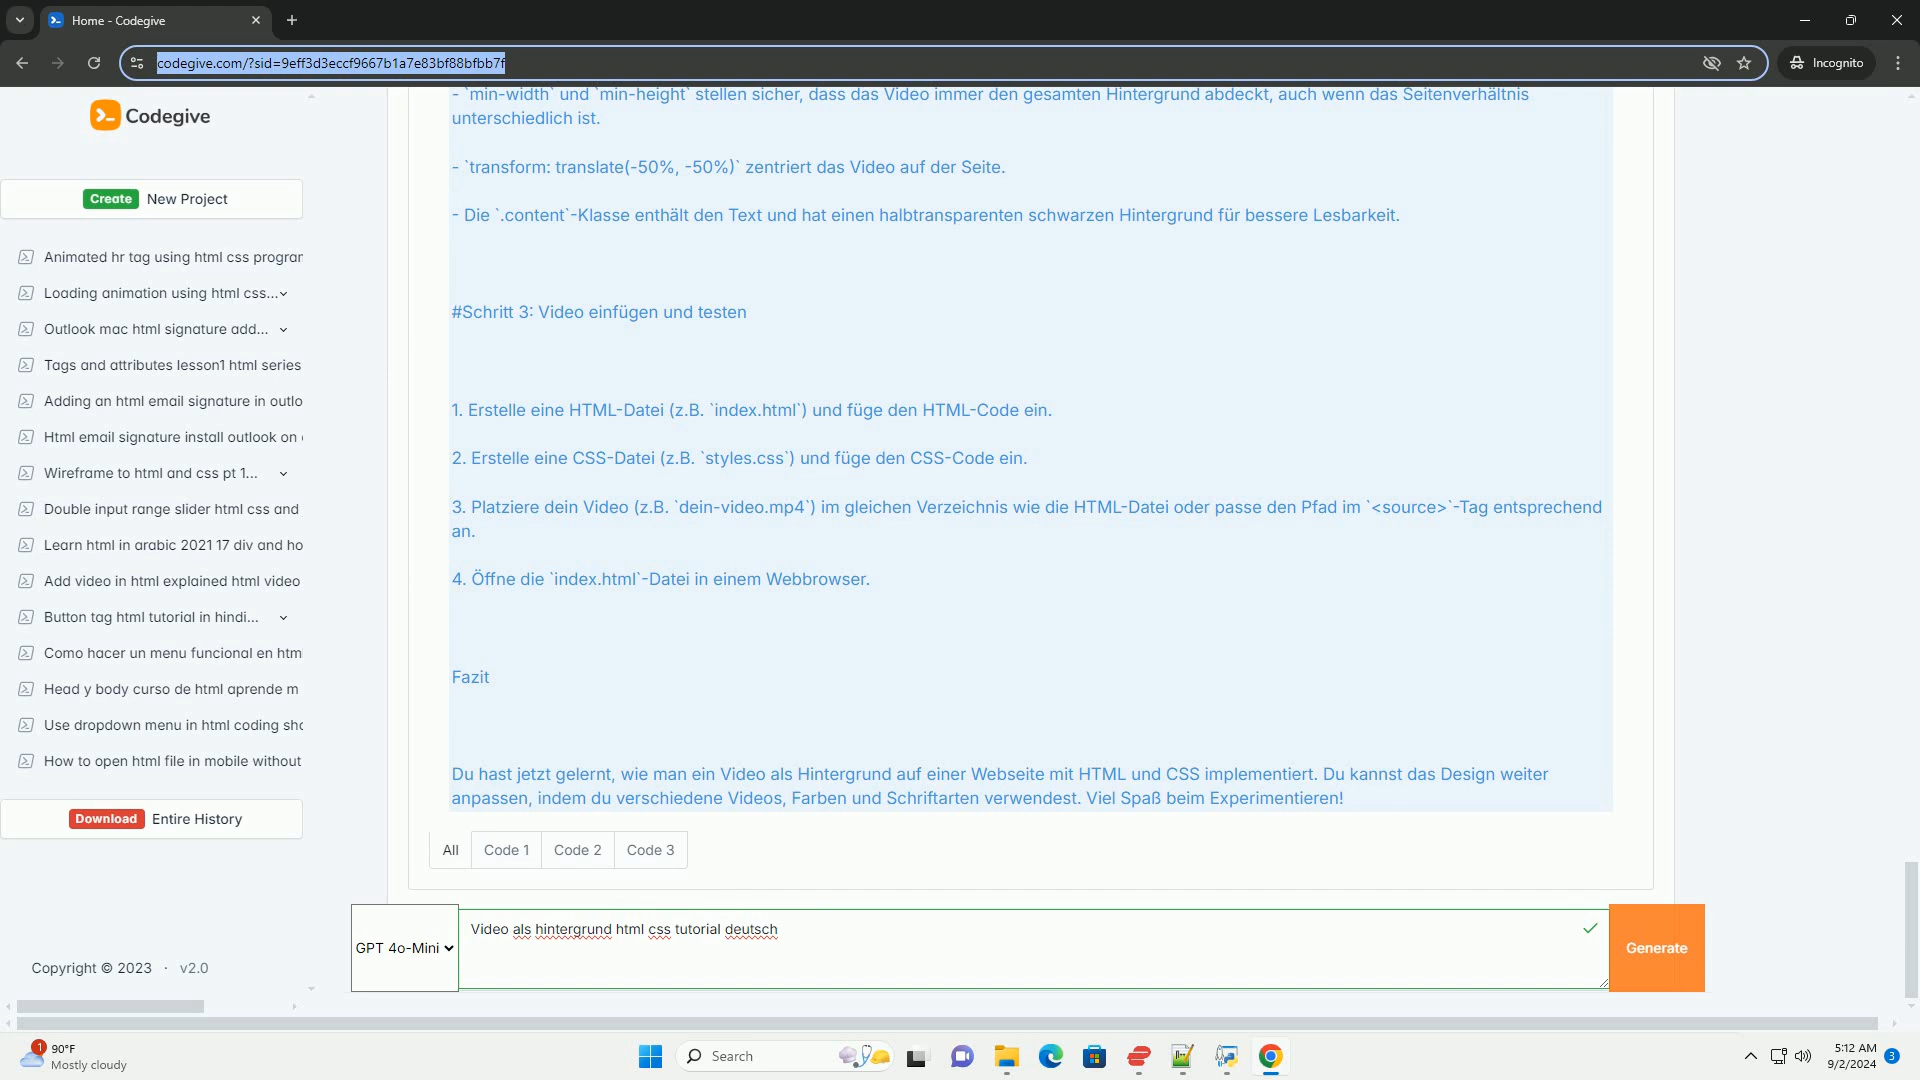 Home - Codegive
codegive.com/?sid=9eff3d3eccf9667b1a7e83bf88bfbb7f
Incognito
Codegive
Create New Project
Animated hr tag using html css program
Loading animation using html css...
Outlook mac html signature add...
Tags and attributes lesson1 html series
Adding an html email signature in outlo
Html email signature install outlook on
Wireframe to html and css pt 1...
Double input range slider html css and
Learn html in arabic 2021 17 div and ho
Add video in html explained html video
Button tag html tutorial in hindi...
Como hacer un menu funcional en htm
Head y body curso de html aprende m
Use dropdown menu in html coding sho
How to open html file in mobile without
Download Entire History
Copyright © 2023 · v2.0
- `min-width` und `min-height` stellen sicher, dass das Video immer den gesamten Hintergrund abdeckt, auch wenn das Seitenverhältnis
unterschiedlich ist.
- `transform: translate(-50%, -50%)` zentriert das Video auf der Seite.
- Die `.content`-Klasse enthält den Text und hat einen halbtransparenten schwarzen Hintergrund für bessere Lesbarkeit.
#Schritt 3: Video einfügen und testen
1. Erstelle eine HTML-Datei (z.B. `index.html`) und füge den HTML-Code ein.
2. Erstelle eine CSS-Datei (z.B. `styles.css`) und füge den CSS-Code ein.
3. Platziere dein Video (z.B. `dein-video.mp4`) im gleichen Verzeichnis wie die HTML-Datei oder passe den Pfad im `<source>`-Tag entsprechend
an.
4. Öffne die `index.html`-Datei in einem Webbrowser.
Fazit
Du hast jetzt gelernt, wie man ein Video als Hintergrund auf einer Webseite mit HTML und CSS implementiert. Du kannst das Design weiter
anpassen, indem du verschiedene Videos, Farben und Schriftarten verwendest. Viel Spaß beim Experimentieren!
All Code 1 Code 2 Code 3
GPT 4o-Mini
Video als hintergrund html css tutorial deutsch
Generate
1
90°F
Mostly cloudy
Search
5:12 AM
9/2/2024
3